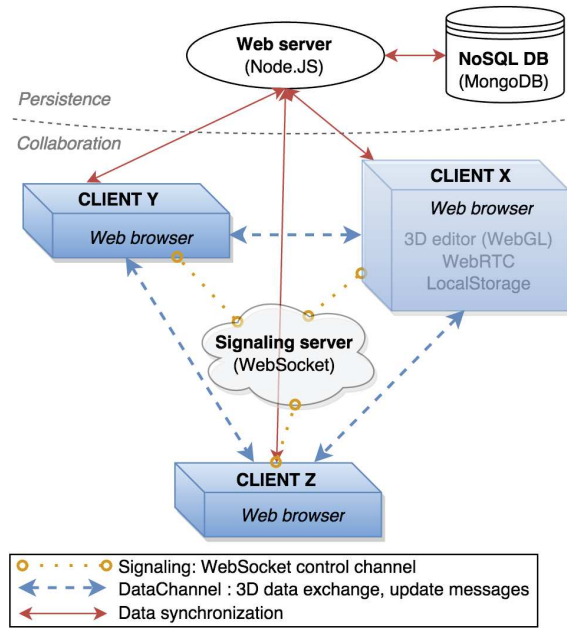 Web server
(Node.JS)
NoSQL DB
(MongoDB)
Persistence
Collaboration
CLIENT Y
Web browser
CLIENT X
Web browser
3D editor (WebGL)
WebRTC
LocalStorage
Signaling server
(WebSocket)
CLIENT Z
Web browser
Signaling: WebSocket control channel
DataChannel : 3D data exchange, update messages
Data synchronization